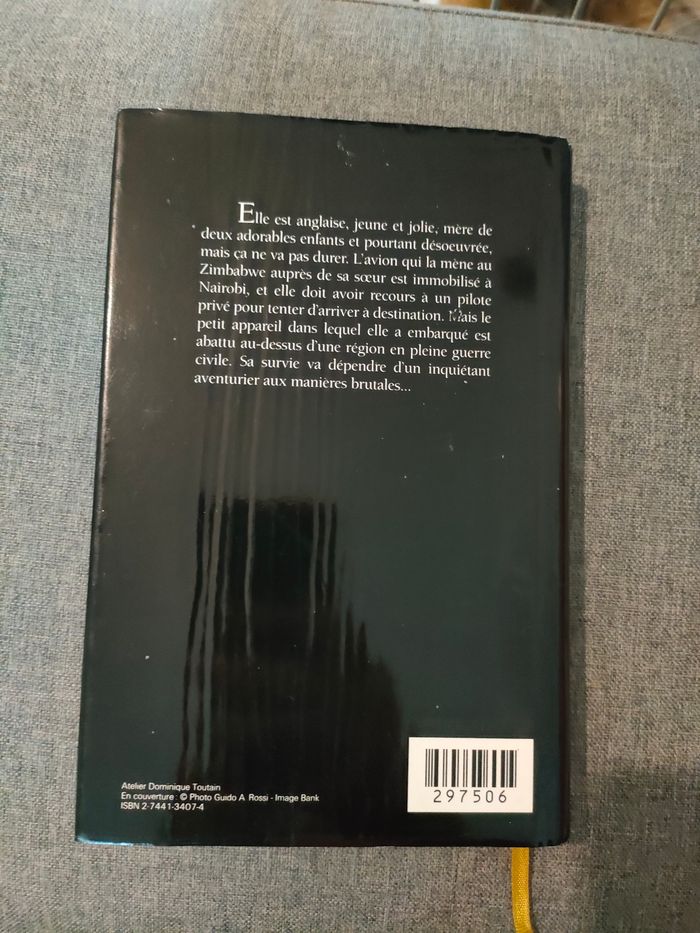 Elle est anglaise, jeune et jolie, mère de
deux adorables enfants et pourtant désoeuvrée,
mais ça ne va pas durer. L'avion qui la mène au
Zimbabwe auprès de sa sœur est immobilisé à
Nairobi, et elle doit avoir recours à un pilote
privé pour tenter d'arriver à destination. Mais le
petit appareil dans lequel elle a embarqué est
abattu au-dessus d'une région en pleine guerre
civile. Sa survie va dépendre d'un inquiétant
aventurier aux manières brutales...
Atelier Dominique Toutain
En couverture : © Photo Guido A. Rossi - Image Bank
ISBN 2-7441-3407-4
297506